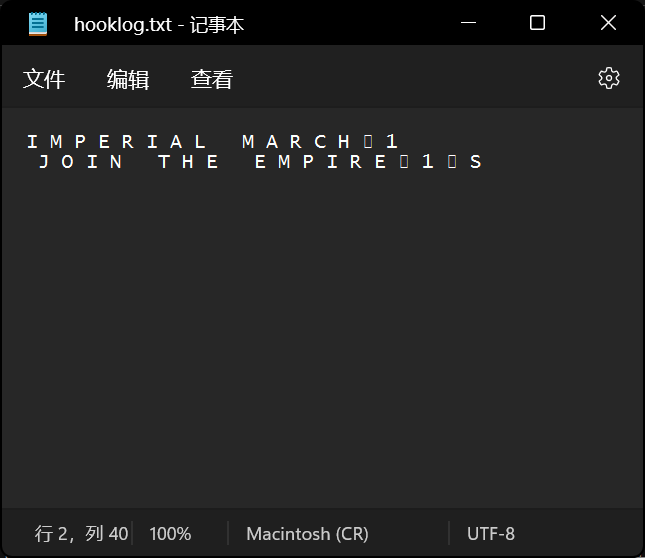 hooklog.txt - 记事本
文件 编辑 查看
I M P E R I A L   M A R C H ▯ 1
J O I N   T H E   E M P I R E ▯ 1 ▯ S
行 2，列 40 100% Macintosh (CR) UTF-8